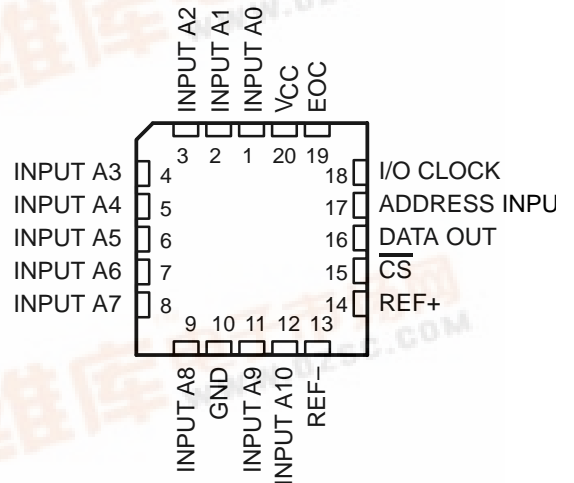 INPUT A2
INPUT A1
INPUT A0
VCC
EOC
3 2 1 20 19
INPUT A3 4
INPUT A4 5
INPUT A5 6
INPUT A6 7
INPUT A7 8
18 I/O CLOCK
17 ADDRESS INPU
16 DATA OUT
15 CS
14 REF+
9 10 11 12 13
INPUT A8
GND
INPUT A9
INPUT A10
REF–